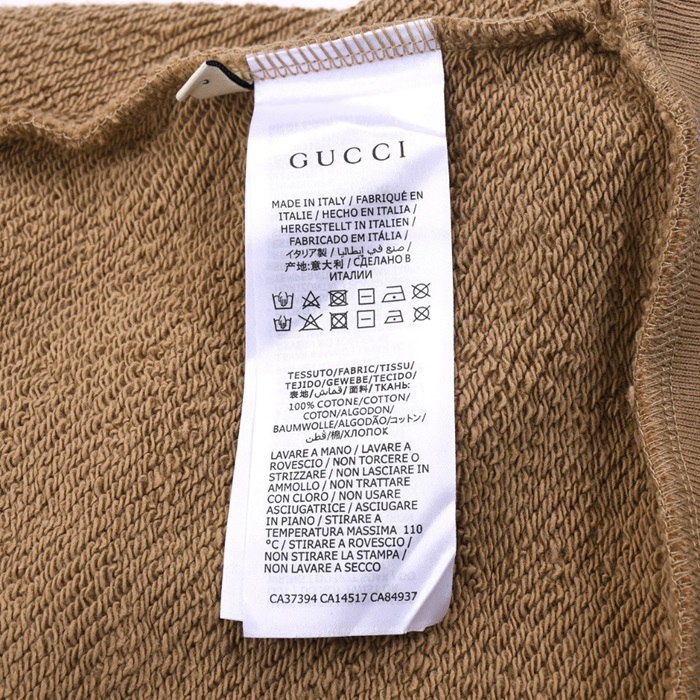 GUCCI
MADE IN ITALY / FABRIQUÉ EN
ITALIE / HECHO EN ITALIA /
HERGESTELLT IN ITALIEN /
FABRICADO EM ITÁLIA /
イタリア製 / صنع في إيطاليا /
产地:意大利 / СДЕЛАНО В
ИТАЛИИ
TESSUTO/FABRIC/TISSU/
TEJIDO/GEWEBE/TECIDO/
表地/قماش/面料/ТКАНЬ:
100% COTONE/COTTON/
COTON/ALGODON/
BAUMWOLLE/ALGODÃO/コットン/
قطن/棉/ХЛОПОК
LAVARE A MANO / LAVARE A
ROVESCIO / NON TORCERE O
STRIZZARE / NON LASCIARE IN
AMMOLLO / NON TRATTARE
CON CLORO / NON USARE
ASCIUGATRICE / ASCIUGARE
IN PIANO / STIRARE A
TEMPERATURA MASSIMA 110
°C / STIRARE A ROVESCIO /
NON STIRARE LA STAMPA /
NON LAVARE A SECCO
CA37394 CA14517 CA84937